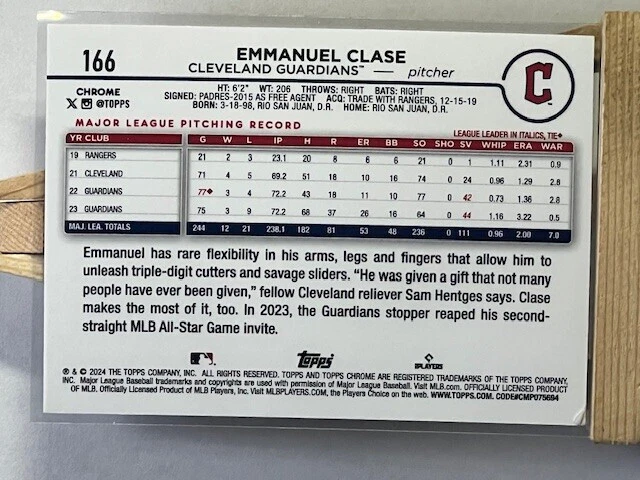 166
EMMANUEL CLASE
CLEVELAND GUARDIANS™ — pitcher
C
CHROME
X @TOPPS
HT: 6'2" WT: 206 THROWS: RIGHT BATS: RIGHT
SIGNED: PADRES-2015 AS FREE AGENT ACQ: TRADE WITH RANGERS, 12-15-19
BORN: 3-18-98, RIO SAN JUAN, D.R. HOME: RIO SAN JUAN, D.R.
MAJOR LEAGUE PITCHING RECORD
LEAGUE LEADER IN ITALICS, TIE♦
YR CLUB G W L IP H R ER BB SO SHO SV WHIP ERA WAR
19 RANGERS 21 2 3 23.1 20 8 6 6 21 0 1 1.11 2.31 0.9
21 CLEVELAND 71 4 5 69.2 51 18 10 16 74 0 24 0.96 1.29 2.8
22 GUARDIANS 77♦ 3 4 72.2 43 18 11 10 77 0 42 0.73 1.36 2.8
23 GUARDIANS 75 3 9 72.2 68 37 26 16 64 0 44 1.16 3.22 0.5
MAJ. LEA. TOTALS 244 12 21 238.1 182 81 53 48 236 0 111 0.96 2.00 7.0
Emmanuel has rare flexibility in his arms, legs and fingers that allow him to
unleash triple-digit cutters and savage sliders. “He was given a gift that not many
people have ever been given,” fellow Cleveland reliever Sam Hentges says. Clase
makes the most of it, too. In 2023, the Guardians stopper reaped his second-
straight MLB All-Star Game invite.
topps
PLAYERS
® & © 2024 THE TOPPS COMPANY, INC. ALL RIGHTS RESERVED. TOPPS AND TOPPS CHROME ARE REGISTERED TRADEMARKS OF THE TOPPS COMPANY,
INC. Major League Baseball trademarks and copyrights are used with permission of Major League Baseball. Visit MLB.com. OFFICIALLY LICENSED PRODUCT
OF MLB. Officially Licensed Product of MLB Players, Inc. Visit MLBPLAYERS.COM, the Players Choice on the web. WWW.TOPPS.COM. CODE#CMP075694